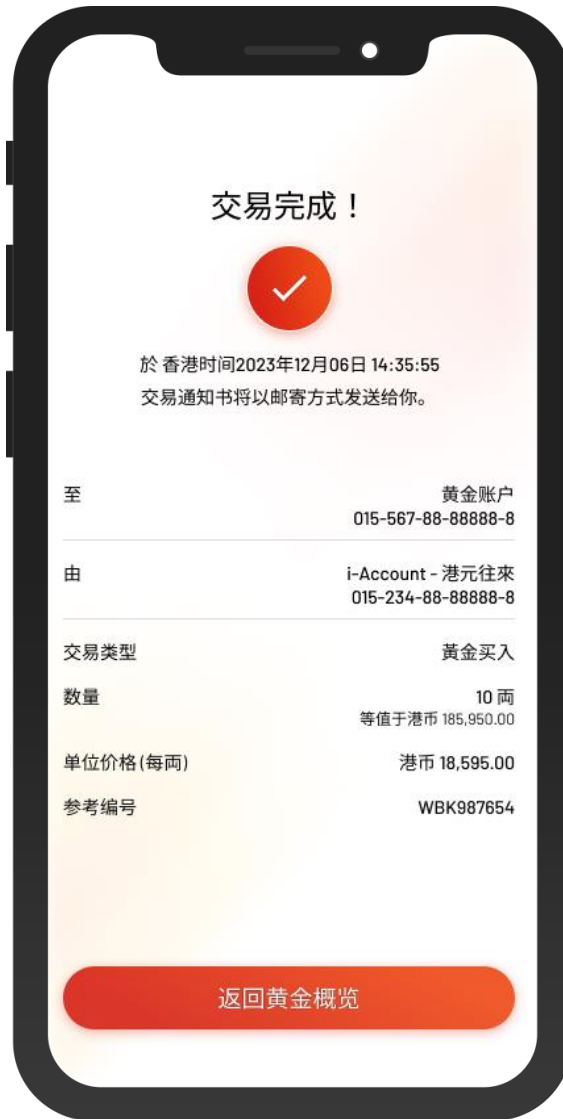 交易完成！
於 香港时间2023年12月06日 14:35:55
交易通知书将以邮寄方式发送给你。
至 黄金账户
015-567-88-88888-8
由 i-Account - 港元往來
015-234-88-88888-8
交易类型 黃金买入
数量 10 両
等值于港币 185,950.00
单位价格(每両) 港币 18,595.00
参考编号 WBK987654
返回黄金概览